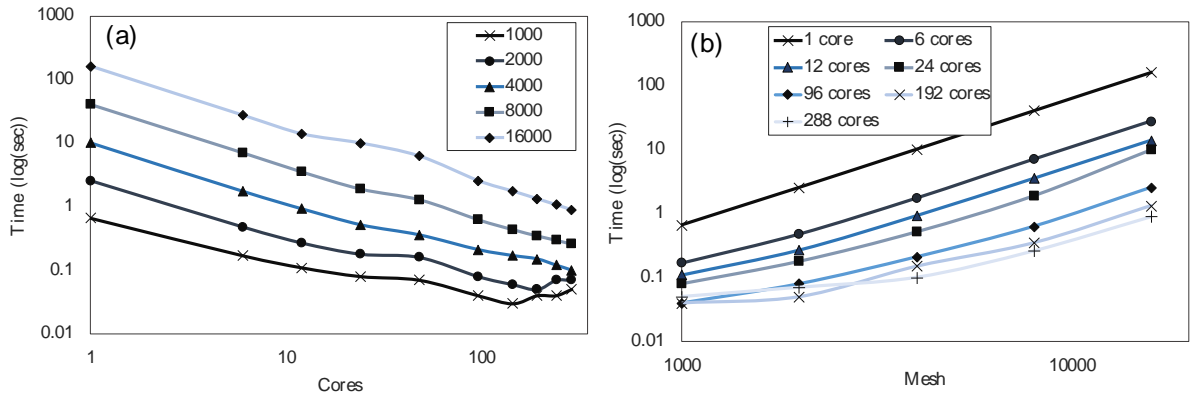 (a)
1000
100
10
1
0.1
0.01
Time (log(sec))
1
10
100
Cores
1000
2000
4000
8000
16000
(b)
1000
100
10
1
0.1
0.01
Time (log(sec))
1000
10000
Mesh
1 core
6 cores
12 cores
24 cores
96 cores
192 cores
288 cores